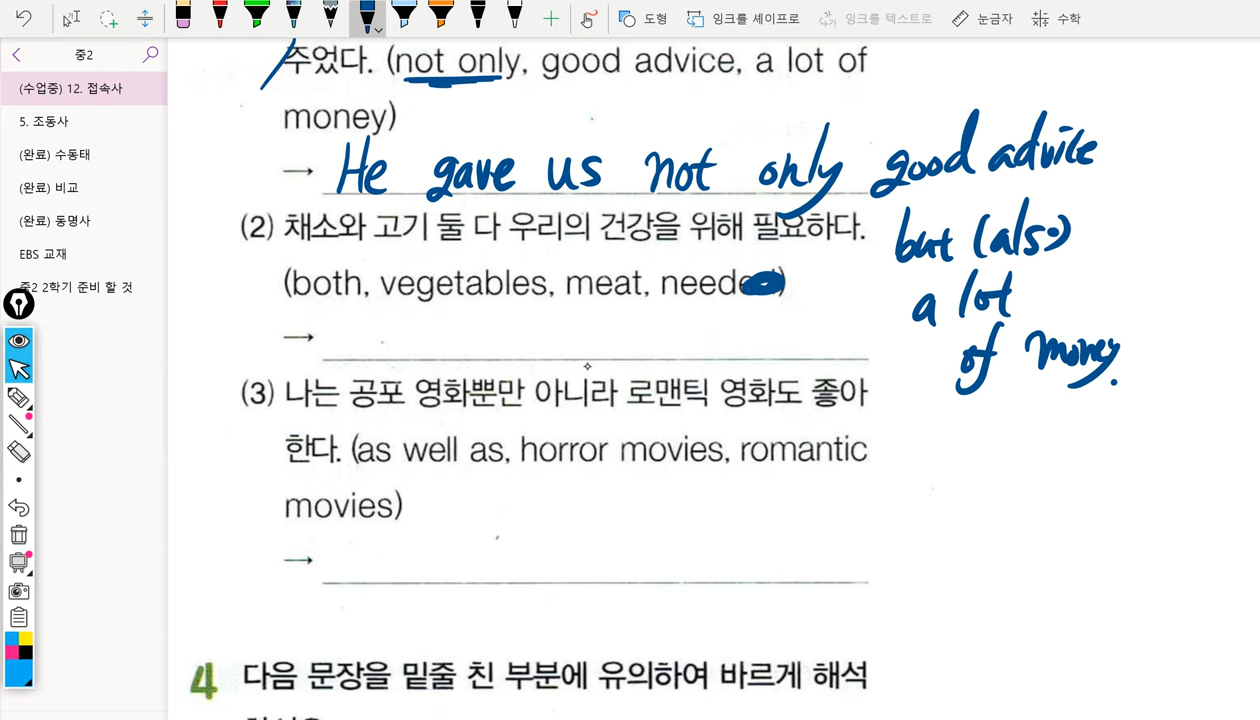 도형
잉크를 셰이프로
잉크를 텍스트로
눈금자
수학
중2
(수업중) 12. 접속사
5. 조동사
(완료) 수동태
(완료) 비교
(완료) 동명사
EBS 교재
중2 2학기 준비 할 것
주었다. (not only, good advice, a lot of
money)
→ He gave us not only good advice
but (also)
a lot
of money.
(2) 채소와 고기 둘 다 우리의 건강을 위해 필요하다.
(both, vegetables, meat, need)
→
(3) 나는 공포 영화뿐만 아니라 로맨틱 영화도 좋아
한다. (as well as, horror movies, romantic
movies)
→
4 다음 문장을 밑줄 친 부분에 유의하여 바르게 해석